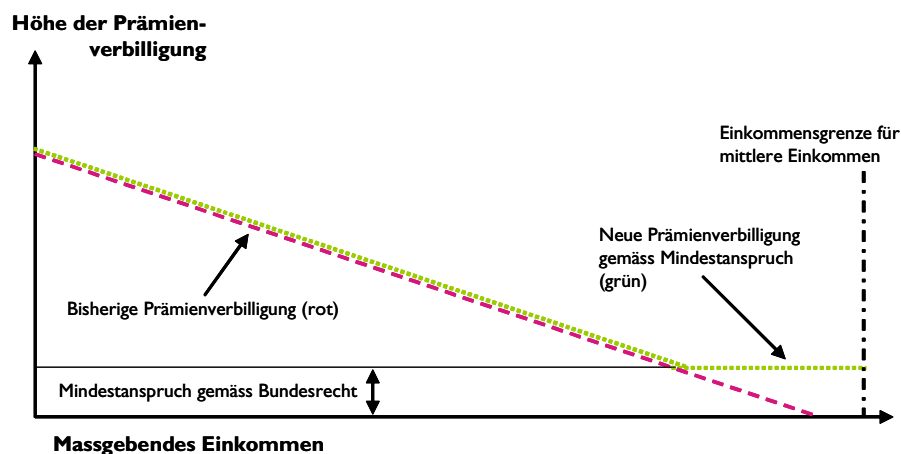 Höhe der Prämien-
verbilligung
Einkommensgrenze für
mittlere Einkommen
Neue Prämienverbilligung
gemäss Mindestanspruch
(grün)
Bisherige Prämienverbilligung (rot)
Mindestanspruch gemäss Bundesrecht
Massgebendes Einkommen